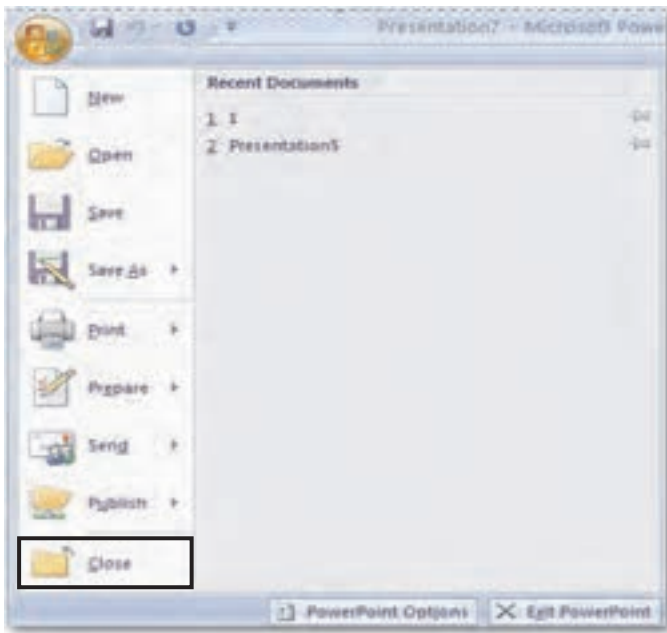 Presentation7 - Microsoft Powe
New
Open
Save
Save As
Print
Prepare
Send
Publish
Close
Recent Documents
1 1
2 Presentation5
PowerPoint Options
Exit PowerPoint